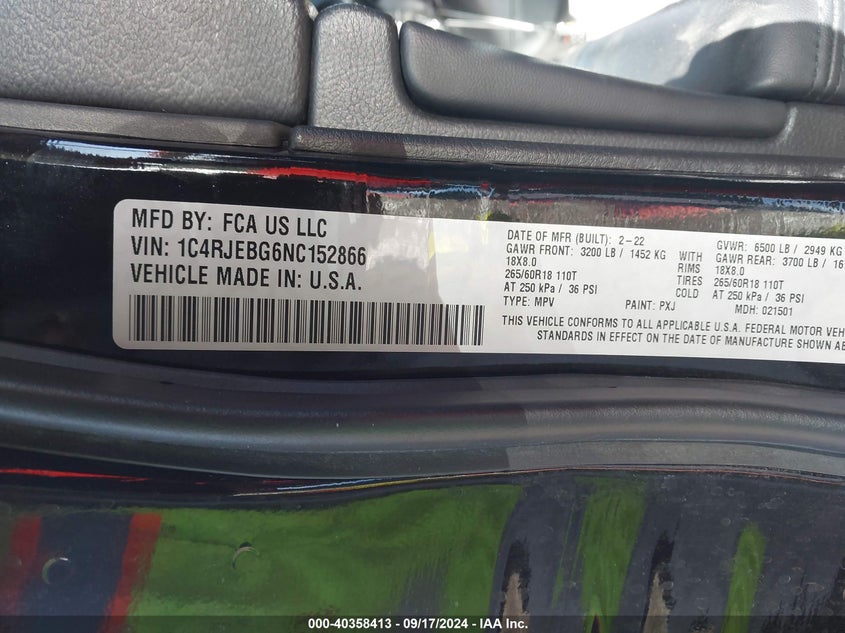 MFD BY: FCA US LLC
VIN: 1C4RJEBG6NC152866
VEHICLE MADE IN: U.S.A.
DATE OF MFR (BUILT): 2-22
GVWR: 6500 LB / 2949 KG
GAWR FRONT: 3200 LB / 1452 KG WITH GAWR REAR: 3700 LB
18X8.0 RIMS 18X8.0
265/60R18 110T TIRES 265/60R18 110T
AT 250 kPa / 36 PSI COLD AT 250 kPa / 36 PSI
TYPE: MPV PAINT: PXJ MDH: 021501
THIS VEHICLE CONFORMS TO ALL APPLICABLE U.S.A. FEDERAL MOTOR
STANDARDS IN EFFECT ON THE DATE OF MANUFACTURE SHOWN
000-40358413 - 09/17/2024 - IAA Inc.